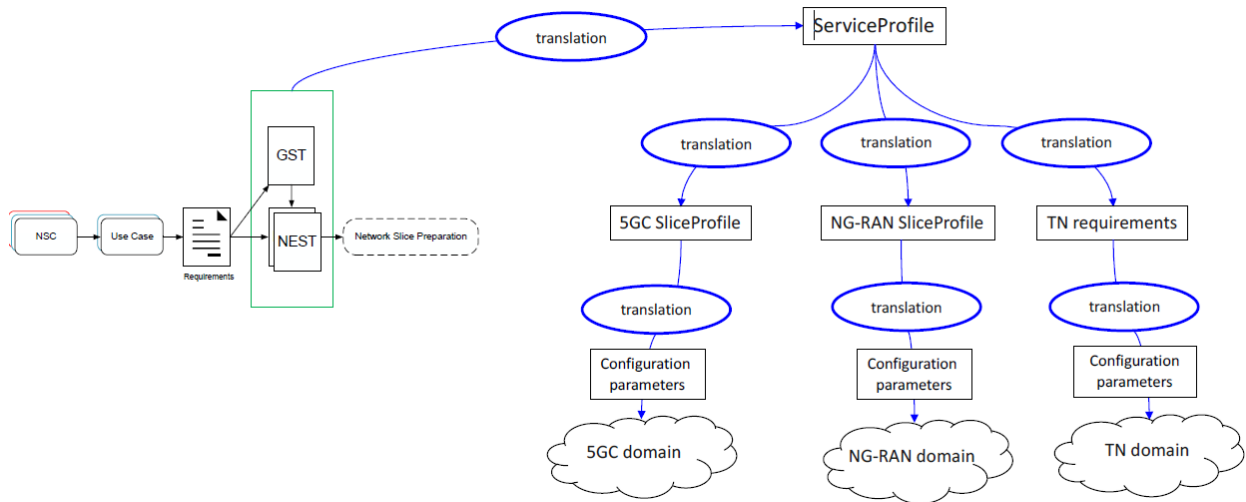 translation
ServiceProfile
GST
translation
translation
translation
NSC
Use Case
Requirements
NEST
Network Slice Preparation
5GC SliceProfile
NG-RAN SliceProfile
TN requirements
translation
translation
translation
Configuration
parameters
Configuration
parameters
Configuration
parameters
5GC domain
NG-RAN domain
TN domain